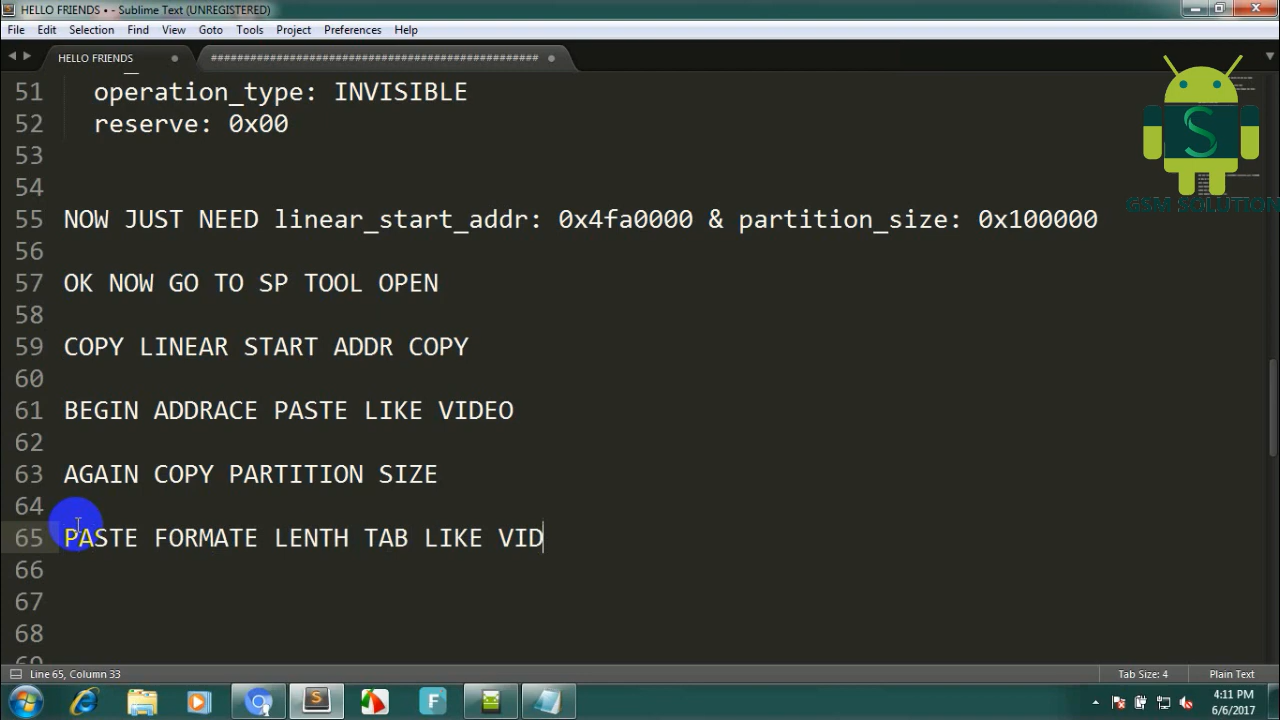 HELLO FRIENDS • - Sublime Text (UNREGISTERED)
File Edit Selection Find View Goto Tools Project Preferences Help
HELLO FRIENDS
################################################
51 operation_type: INVISIBLE
52 reserve: 0x00
53
54
55 NOW JUST NEED linear_start_addr: 0x4fa0000 & partition_size: 0x100000
56
57 OK NOW GO TO SP TOOL OPEN
58
59 COPY LINEAR START ADDR COPY
60
61 BEGIN ADDRACE PASTE LIKE VIDEO
62
63 AGAIN COPY PARTITION SIZE
64
65 PASTE FORMATE LENTH TAB LIKE VID
66
67
68
69
S
GSM SOLUTION
Line 65, Column 33
Tab Size: 4
Plain Text
4:11 PM
6/6/2017